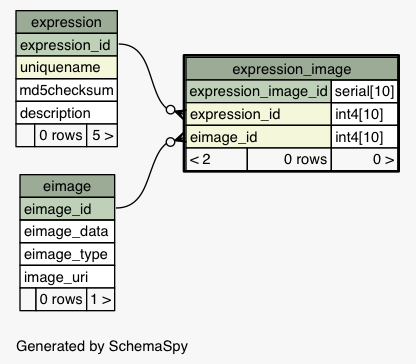 expression
expression_id
uniquename
md5checksum
description
0 rows 5 >
expression_image
expression_image_id serial[10]
expression_id int4[10]
eimage_id int4[10]
< 2 0 rows 0 >
eimage
eimage_id
eimage_data
eimage_type
image_uri
0 rows 1 >
Generated by SchemaSpy